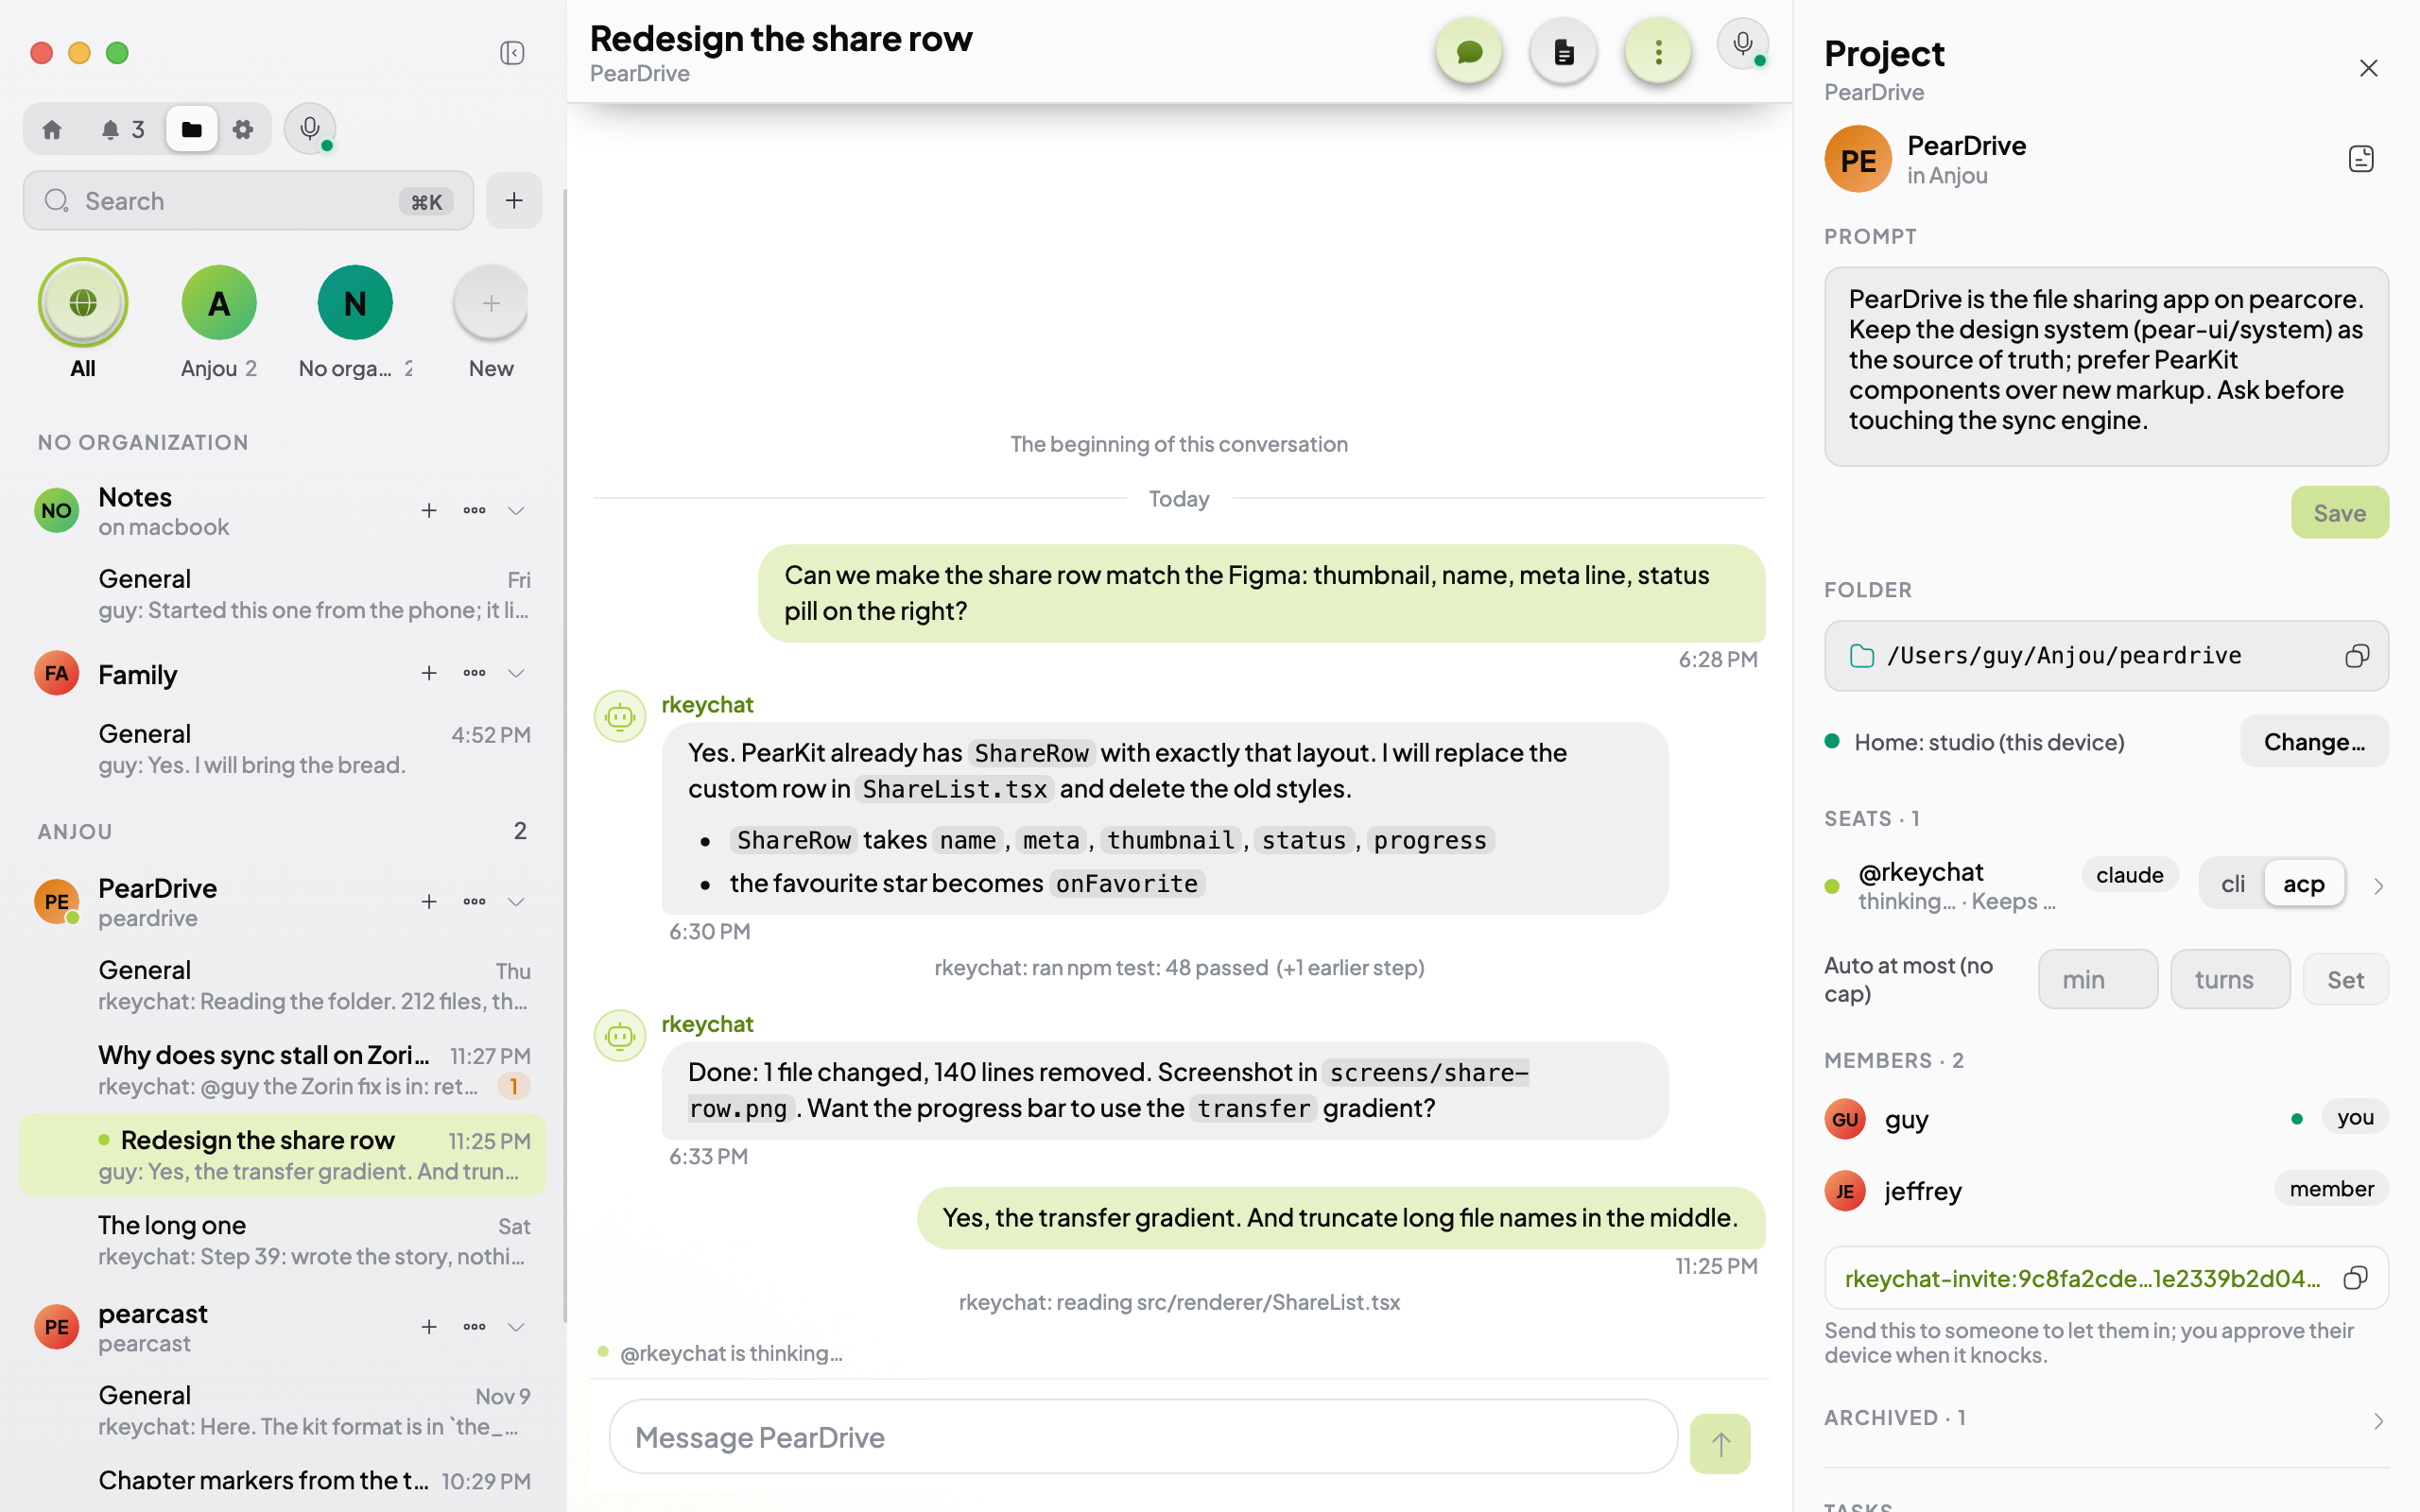 3
Search
⌘K
All
A
Anjou 2
N
No orga...
New
NO ORGANIZATION
NO
Notes
on macbook
General
Fri
guy: Started this one from the phone; it li...
FA
Family
General
4:52 PM
guy: Yes. I will bring the bread.
ANJOU
2
PE
PearDrive
peardrive
General
Thu
rkeychat: Reading the folder. 212 files, th...
Why does sync stall on Zori...
11:27 PM
rkeychat: @guy the Zorin fix is in: ret...
1
Redesign the share row
11:25 PM
guy: Yes, the transfer gradient. And trun...
The long one
Sat
rkeychat: Step 39: wrote the story, nothi...
PE
pearcast
pearcast
General
Nov 9
rkeychat: Here. The kit format is in `the_...
Chapter markers from the t...
10:29 PM
Redesign the share row
PearDrive
The beginning of this conversation
Today
Can we make the share row match the Figma: thumbnail, name, meta line, status
pill on the right?
6:28 PM
rkeychat
Yes. PearKit already has ShareRow with exactly that layout. I will replace the
custom row in ShareList.tsx and delete the old styles.
• ShareRow takes name, meta, thumbnail, status, progress
• the favourite star becomes onFavorite
6:30 PM
rkeychat: ran npm test: 48 passed (+1 earlier step)
rkeychat
Done: 1 file changed, 140 lines removed. Screenshot in screens/share-
row.png. Want the progress bar to use the transfer gradient?
6:33 PM
Yes, the transfer gradient. And truncate long file names in the middle.
11:25 PM
rkeychat: reading src/renderer/ShareList.tsx
@rkeychat is thinking...
Message PearDrive
Project
PearDrive
PE
PearDrive
in Anjou
PROMPT
PearDrive is the file sharing app on pearcore.
Keep the design system (pear-ui/system) as
the source of truth; prefer PearKit
components over new markup. Ask before
touching the sync engine.
Save
FOLDER
/Users/guy/Anjou/peardrive
Home: studio (this device)
Change...
SEATS · 1
@rkeychat
thinking... · Keeps ...
claude
cli
acp
Auto at most (no
cap)
min
turns
Set
MEMBERS · 2
GU
guy
you
JE
jeffrey
member
rkeychat-invite:9c8fa2cde...1e2339b2d04...
Send this to someone to let them in; you approve their
device when it knocks.
ARCHIVED · 1
TASKS